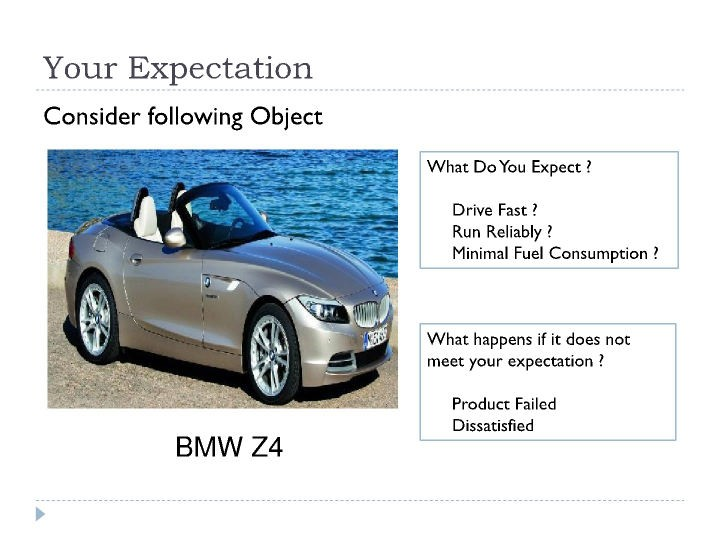 Your Expectation
Consider following Object
What Do You Expect ?
Drive Fast ?
Run Reliably ?
Minimal Fuel Consumption ?
What happens if it does not
meet your expectation ?
Product Failed
Dissatisfied
BMW Z4